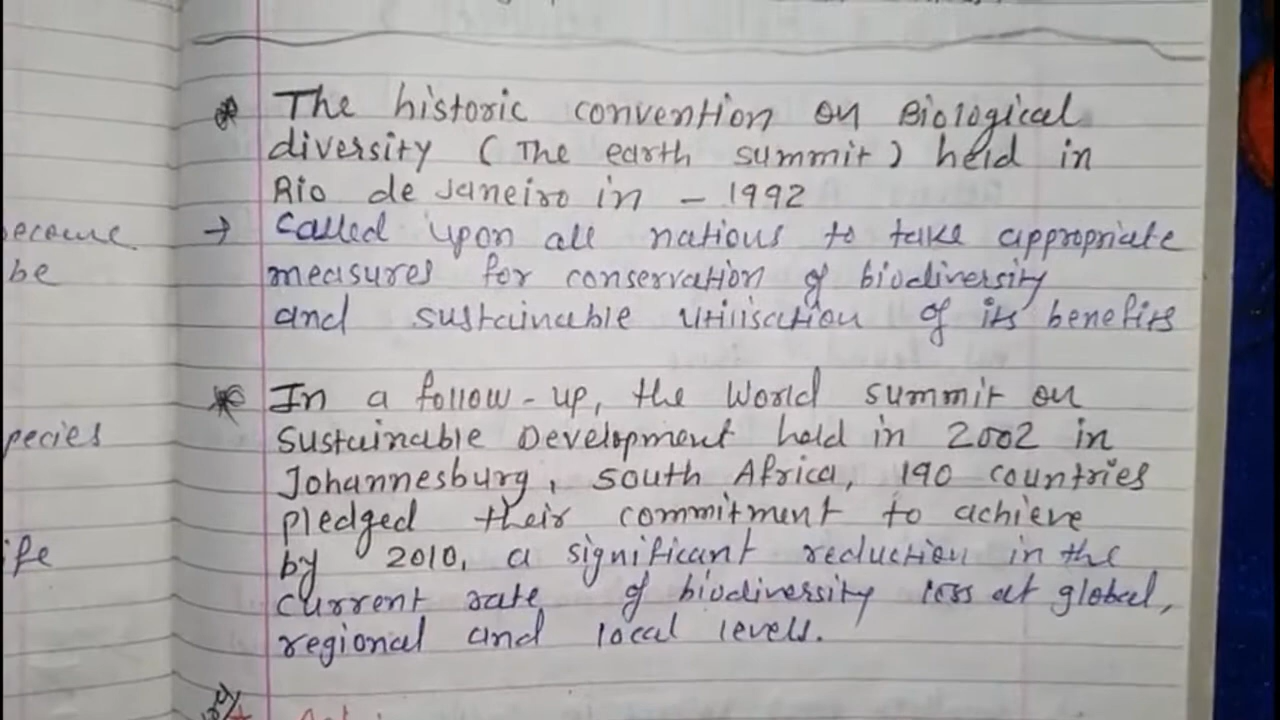 The historic convention on Biological
diversity (The earth summit) held in
Rio de Janeiro in - 1992
→ Called upon all nations to take appropriate
measures for conservation of biodiversity
and sustainable utilisation of its benefits
In a follow-up, the World summit on
Sustainable Development held in 2002 in
Johannesburg, South Africa, 190 countries
pledged their commitment to achieve
by 2010, a significant reduction in the
current rate of biodiversity loss at global,
regional and local levels.
be
pecies
ife